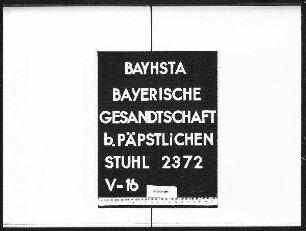 BAYHSTA
BAYERISCHE
GESANDTSCHAFT
b. PÄPSTLiCHEN
STUHL 2372
V-16